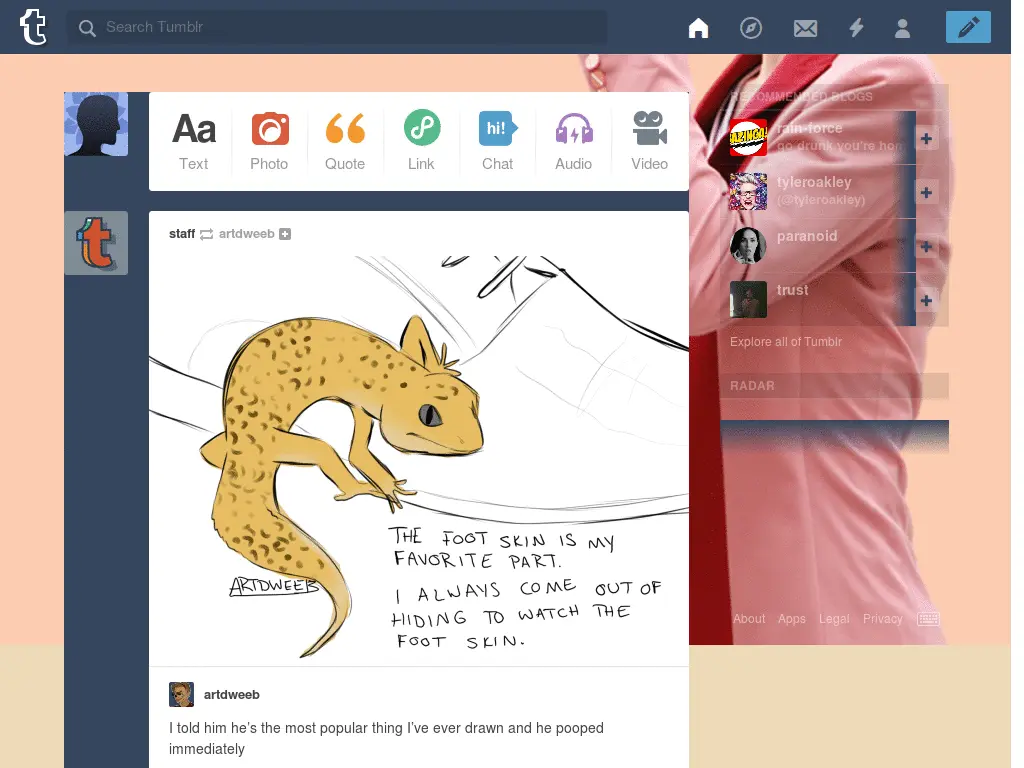 t
Search Tumblr
Aa
hi!
Text
Photo
Quote
Link
Chat
Audio
Video
t
staff artdweeb
THE FOOT SKIN IS MY
FAVORITE PART.
I ALWAYS COME OUT OF
HIDING TO WATCH THE
FOOT SKIN.
ARTDWEEB
artdweeb
I told him he's the most popular thing I've ever drawn and he pooped
immediately
RECOMMENDED BLOGS
BAZINGA!
rain-force
go drunk you're hom
tyleroakley
(@tyleroakley)
paranoid
trust
Explore all of Tumblr
RADAR
About Apps Legal Privacy